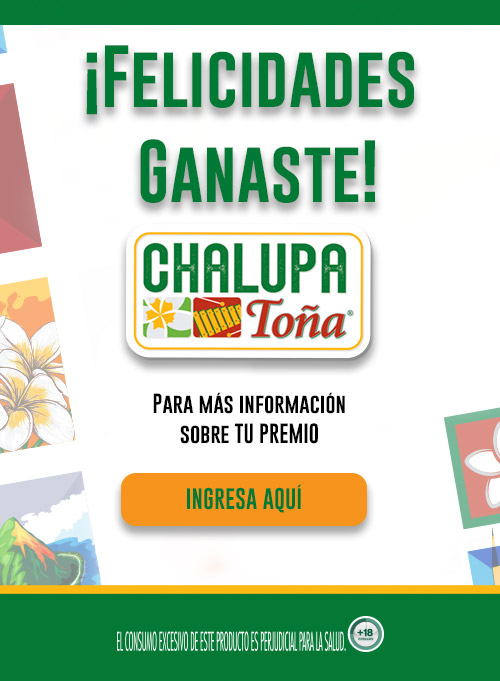 ¡FELICIDADES
GANASTE!
CHALUPA
Toña®
PARA MÁS INFORMACIÓN
SOBRE TU PREMIO
INGRESA AQUÍ
EL CONSUMO EXCESIVO DE ESTE PRODUCTO ES PERJUDICIAL PARA LA SALUD.
+18